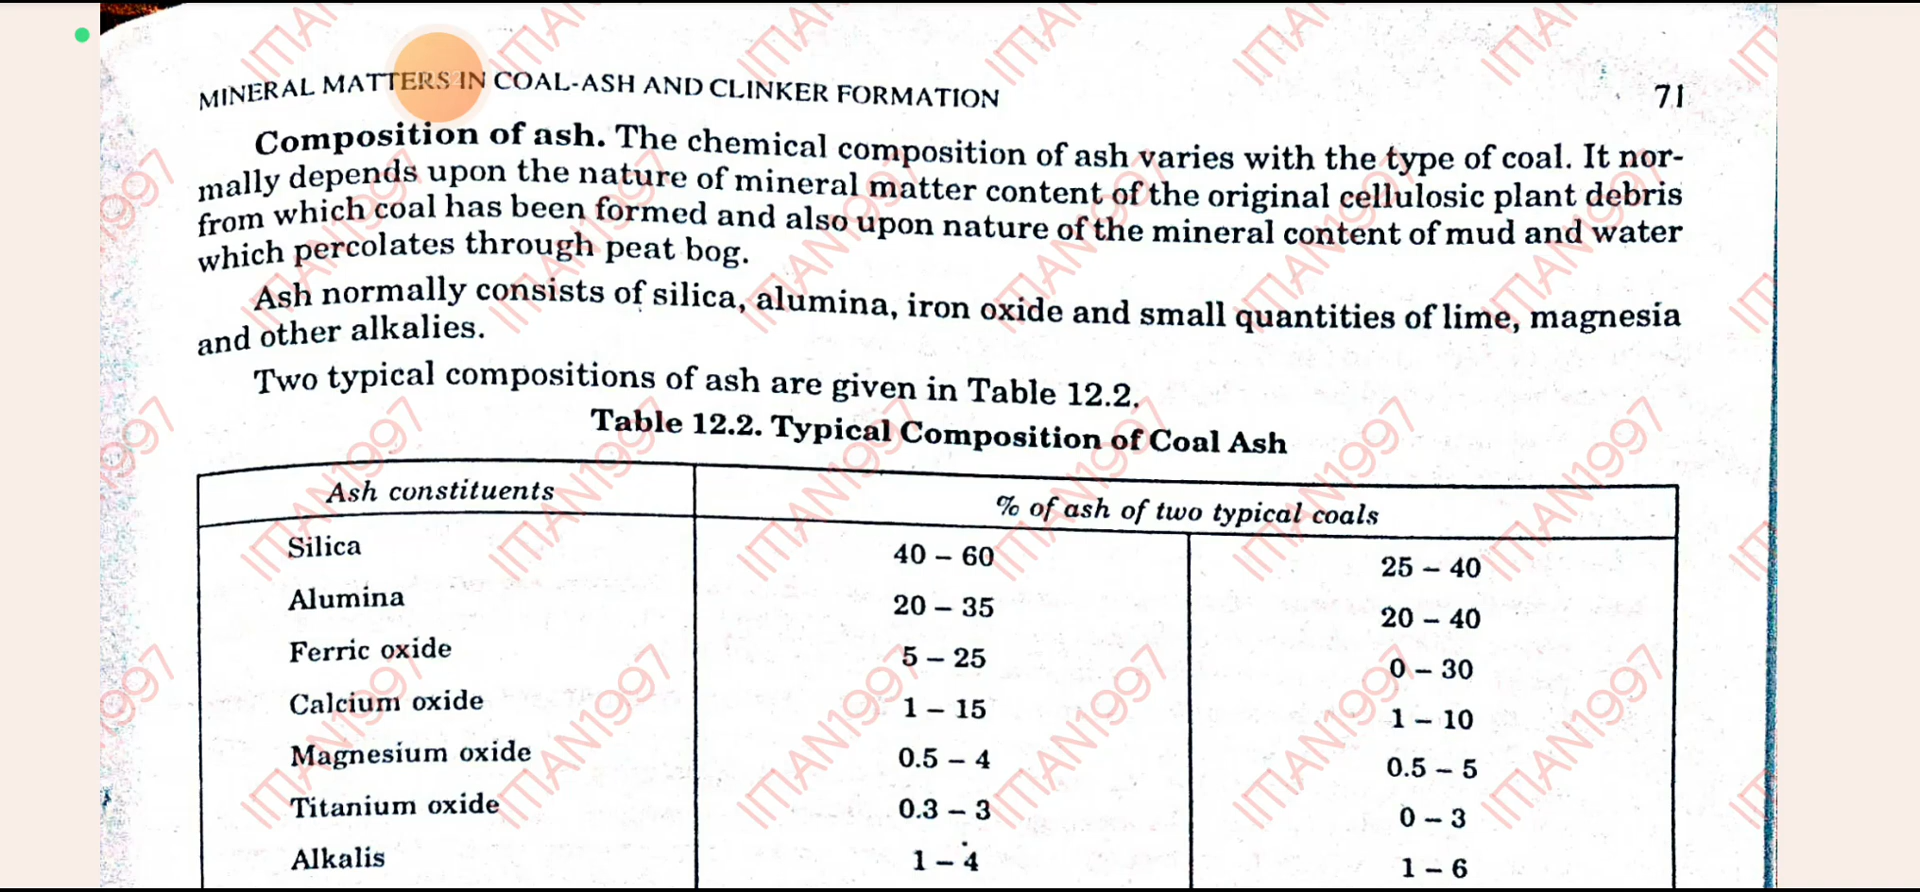 MINERAL MATTERS IN COAL-ASH AND CLINKER FORMATION 71
Composition of ash. The chemical composition of ash varies with the type of coal. It nor-
mally depends upon the nature of mineral matter content of the original cellulosic plant debris
from which coal has been formed and also upon nature of the mineral content of mud and water
which percolates through peat bog.
Ash normally consists of silica, alumina, iron oxide and small quantities of lime, magnesia
and other alkalies.
Two typical compositions of ash are given in Table 12.2.
Table 12.2. Typical Composition of Coal Ash
Ash constituents % of ash of two typical coals
Silica 40 – 60 25 – 40
Alumina 20 – 35 20 – 40
Ferric oxide 5 – 25 0 – 30
Calcium oxide 1 – 15 1 – 10
Magnesium oxide 0.5 – 4 0.5 – 5
Titanium oxide 0.3 – 3 0 – 3
Alkalis 1 – 4 1 – 6
IMAN1997